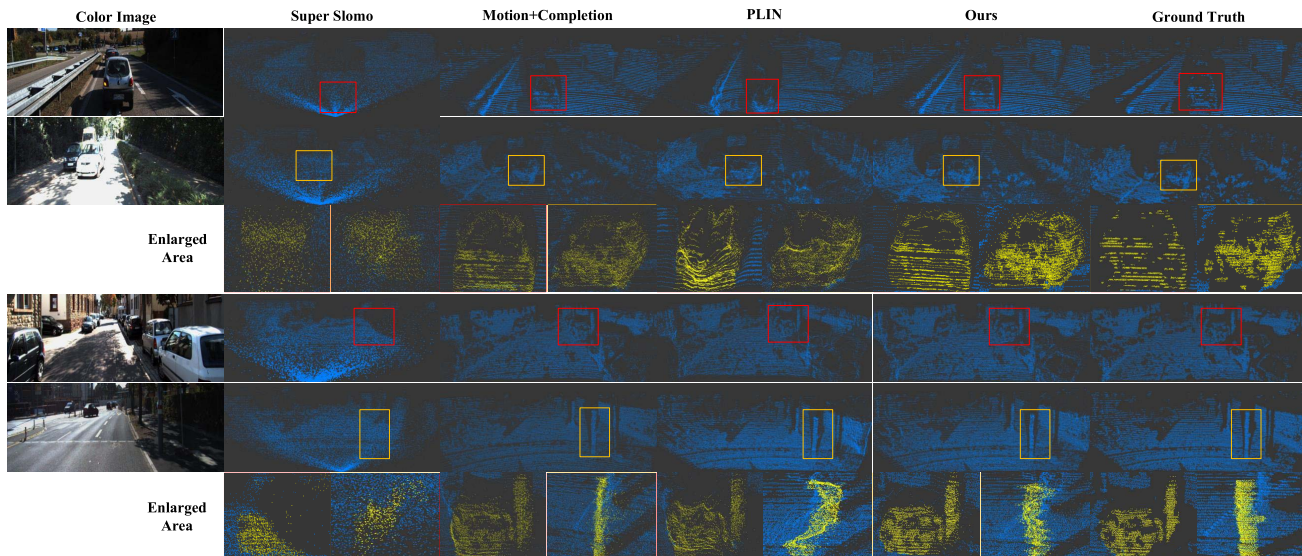 Color Image
Super Slomo
Motion+Completion
PLIN
Ours
Ground Truth
Enlarged
Area
Enlarged
Area